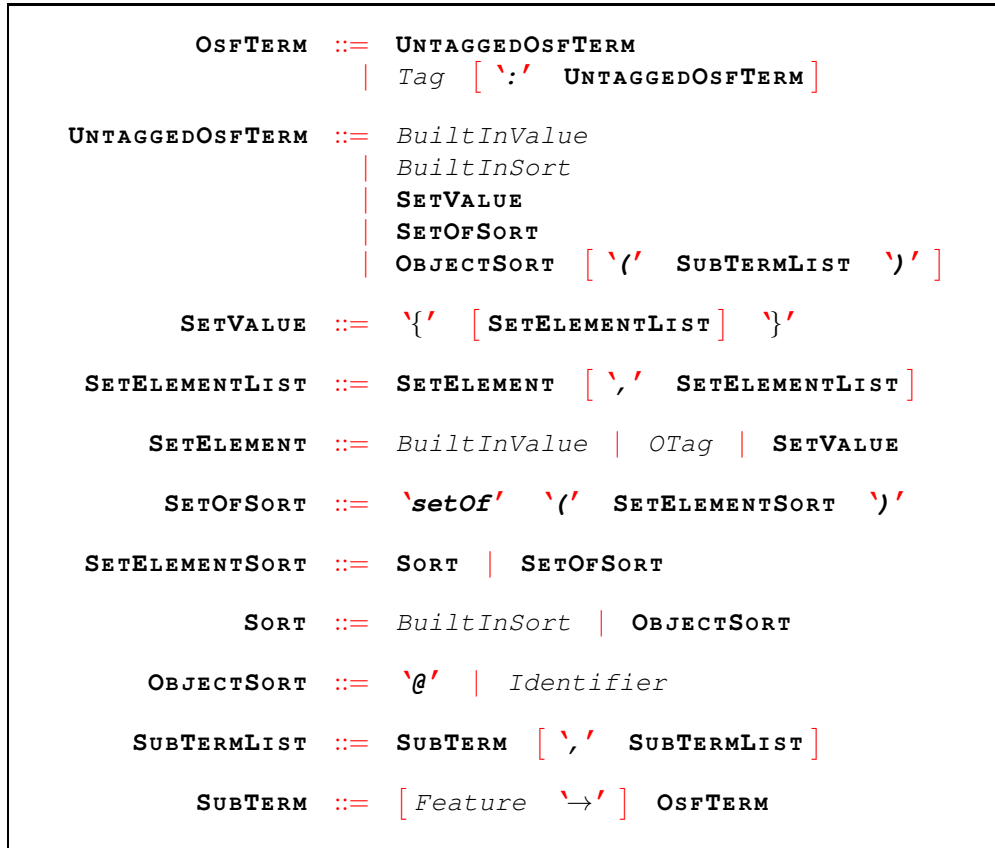 OSFTERM ::= UNTAGGEDOSFTERM
| Tag [ ‵:′ UNTAGGEDOSFTERM ]
UNTAGGEDOSFTERM ::= BuiltInValue
| BuiltInSort
| SETVALUE
| SETOFSORT
| OBJECTSORT [ ‵(′ SUBTERMLIST ‵)′ ]
SETVALUE ::= ‵{′ [ SETELEMENTLIST ] ‵}′
SETELEMENTLIST ::= SETELEMENT [ ‵,′ SETELEMENTLIST ]
SETELEMENT ::= BuiltInValue | OTag | SETVALUE
SETOFSORT ::= ‵setOf′ ‵(′ SETELEMENTSORT ‵)′
SETELEMENTSORT ::= SORT | SETOFSORT
SORT ::= BuiltInSort | OBJECTSORT
OBJECTSORT ::= ‵@′ | Identifier
SUBTERMLIST ::= SUBTERM [ ‵,′ SUBTERMLIST ]
SUBTERM ::= [ Feature ‵→′ ] OSFTERM